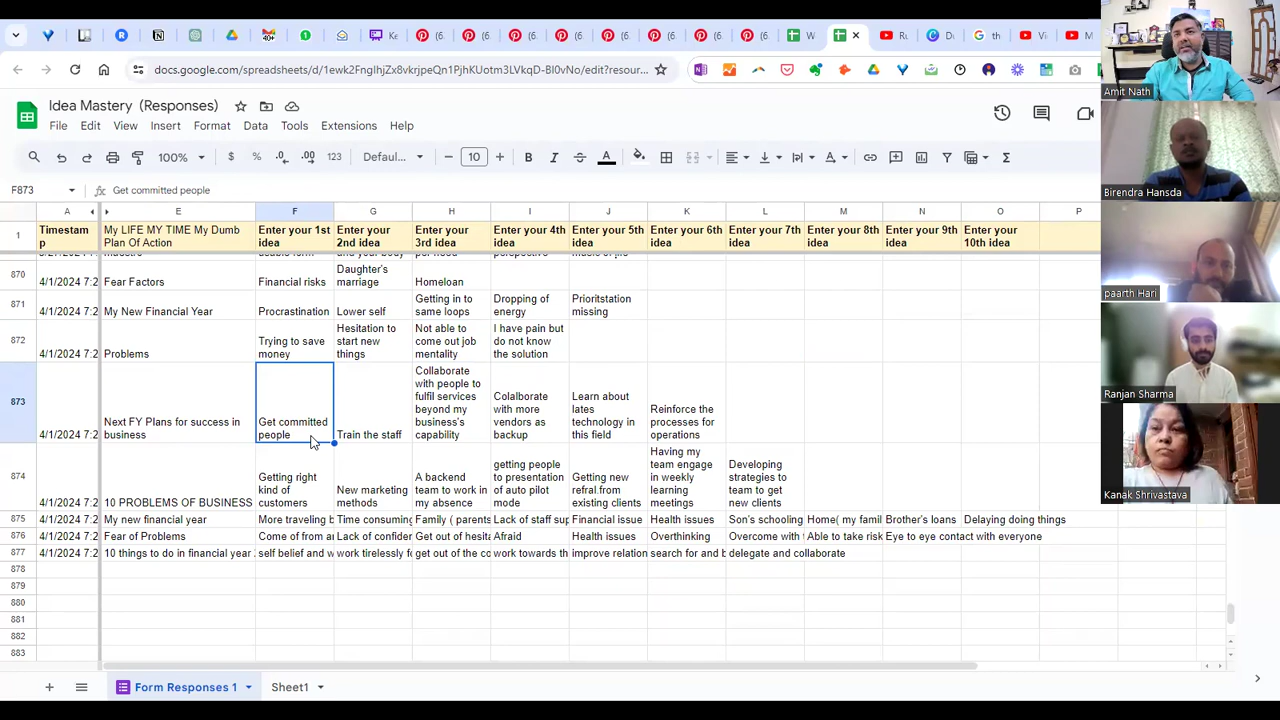 docs.google.com/spreadsheets/d/
/edit?resour...
Amit Nath
Idea Mastery (Responses)
File Edit View Insert Format Data Tools Extensions Help
100% $ % .0 .00 123 Defaul... 10 B I A
F873 fx Get committed people
A E F G H I J K L M N O P
1 Timestam
p
My LIFE MY TIME My Dumb
Plan Of Action
Enter your 1st
idea
Enter your
2nd idea
Enter your
3rd idea
Enter your 4th
idea
Enter your 5th
idea
Enter your 6th
idea
Enter your 7th
idea
Enter your 8th
idea
Enter your 9th
idea
Enter your
10th idea
870 Fear Factors
Financial risks
Daughter's
marriage
Homeloan
871 4/1/2024 7:2 My New Financial Year
Procrastination
Lower self
Getting in to
same loops
Dropping of
energy
Prioritstation
missing
872 4/1/2024 7:2 Problems
Trying to save
money
Hesitation to
start new
things
Not able to
come out job
mentality
I have pain but
do not know
the solution
873 4/1/2024 7:2
Next FY Plans for success in
business
Get committed
people
Train the staff
Collaborate
with people to
fulfil services
beyond my
business's
capability
Colalborate
with more
vendors as
backup
Learn about
lates
technology in
this field
Reinforce the
processes for
operations
874 4/1/2024 7:2 10 PROBLEMS OF BUSINESS
Getting right
kind of
customers
New marketing
methods
A backend
team to work in
my absence
getting people
to presentation
of auto pilot
mode
Getting new
refral.from
existing clients
Having my
team engage
in weekly
learning
meetings
Developing
strategies to
team to get
new clients
875 4/1/2024 7:2 My new financial year More traveling b Time consuming Family ( parents Lack of staff sup Financial issue Health issues Son's schooling Home( my famil Brother's loans Delaying doing things
876 4/1/2024 7:2 Fear of Problems Come of from ar Lack of confider Get out of hesita Afraid Health issues Overthinking Overcome with Able to take risk Eye to eye contact with everyone
877 4/1/2024 7:2 10 things to do in financial year self belief and w work tirelessly fo get out of the co work towards th improve relation search for and b delegate and collaborate
878
879
880
881
882
883
Form Responses 1 Sheet1
Birendra Hansda
paarth Hari
Ranjan Sharma
Kanak Shrivastava